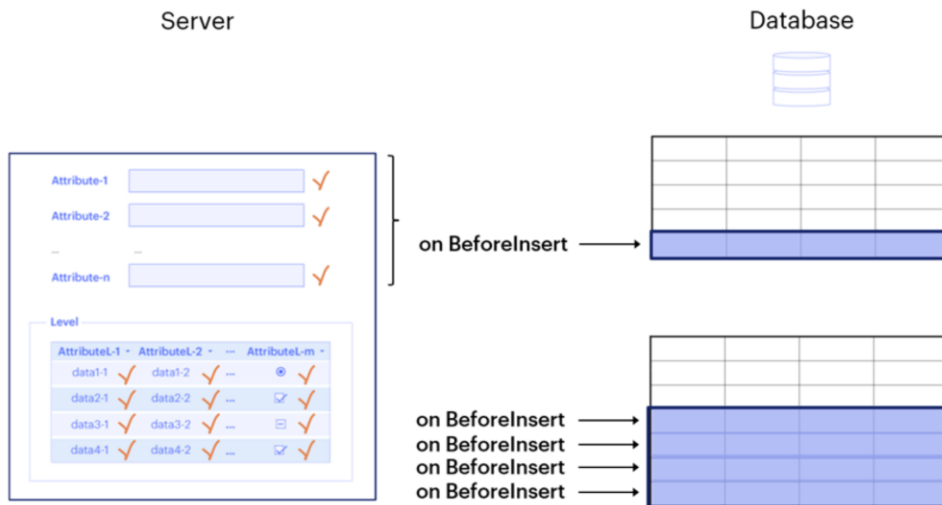 Server
Database
Attribute-1
Attribute-2
... ...
on BeforeInsert
Attribute-n
Level
AttributeL-1 AttributeL-2 ... AttributeL-m
data1-1 data1-2 ...
data2-1 data2-2 ...
data3-1 data3-2 ...
on BeforeInsert
on BeforeInsert
data4-1 data4-2 ...
on BeforeInsert
on BeforeInsert